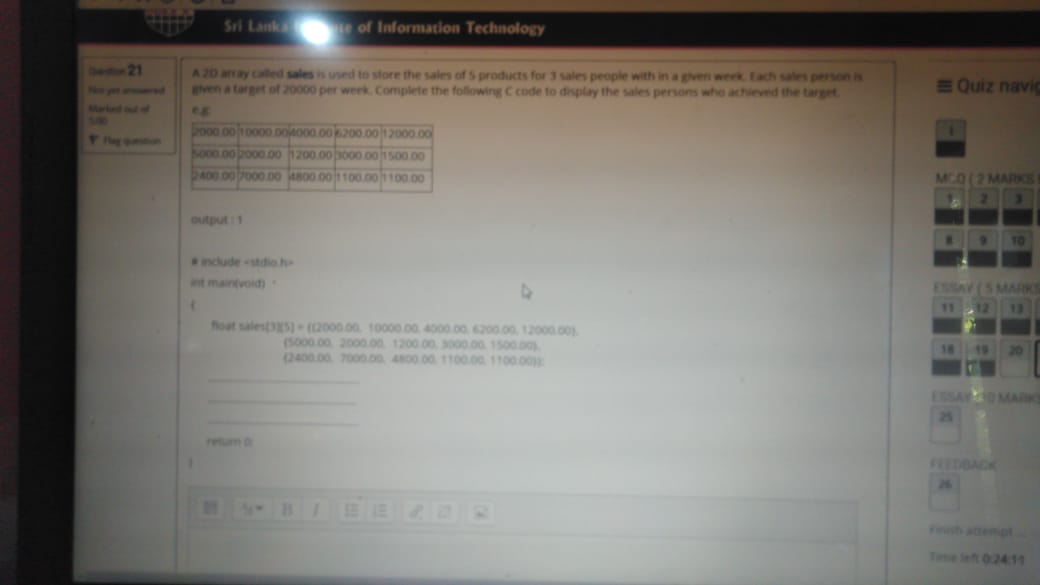 Sri Lanka te of Information Technology
Question 21
Not yet answered
Marked out of
5.00
Flag question
A 2D array called sales is used to store the sales of 5 products for 3 sales people with in a given week. Each sales person is
given a target of 20000 per week. Complete the following C code to display the sales persons who achieved the target.
e.g:
2000.00 10000.00 4000.00 6200.00 12000.00
5000.00 2000.00 1200.00 3000.00 1500.00
2400.00 7000.00 4800.00 1100.00 1100.00
output : 1
# include <stdio.h>
int main(void)
{
float sales[3][5] = {{2000.00, 10000.00, 4000.00, 6200.00, 12000.00},
{5000.00, 2000.00, 1200.00, 3000.00, 1500.00},
{2400.00, 7000.00, 4800.00, 1100.00, 1100.00}};
return 0;
}
B I
Quiz navig
i
MCQ ( 2 MARKS
1 2 3
8 9 10
ESSAY ( 5 MARKS
11 12 13
18 19 20
ESSAY 0 MARKS
25
FEEDBACK
26
Finish attempt ...
Time left 0:24:11